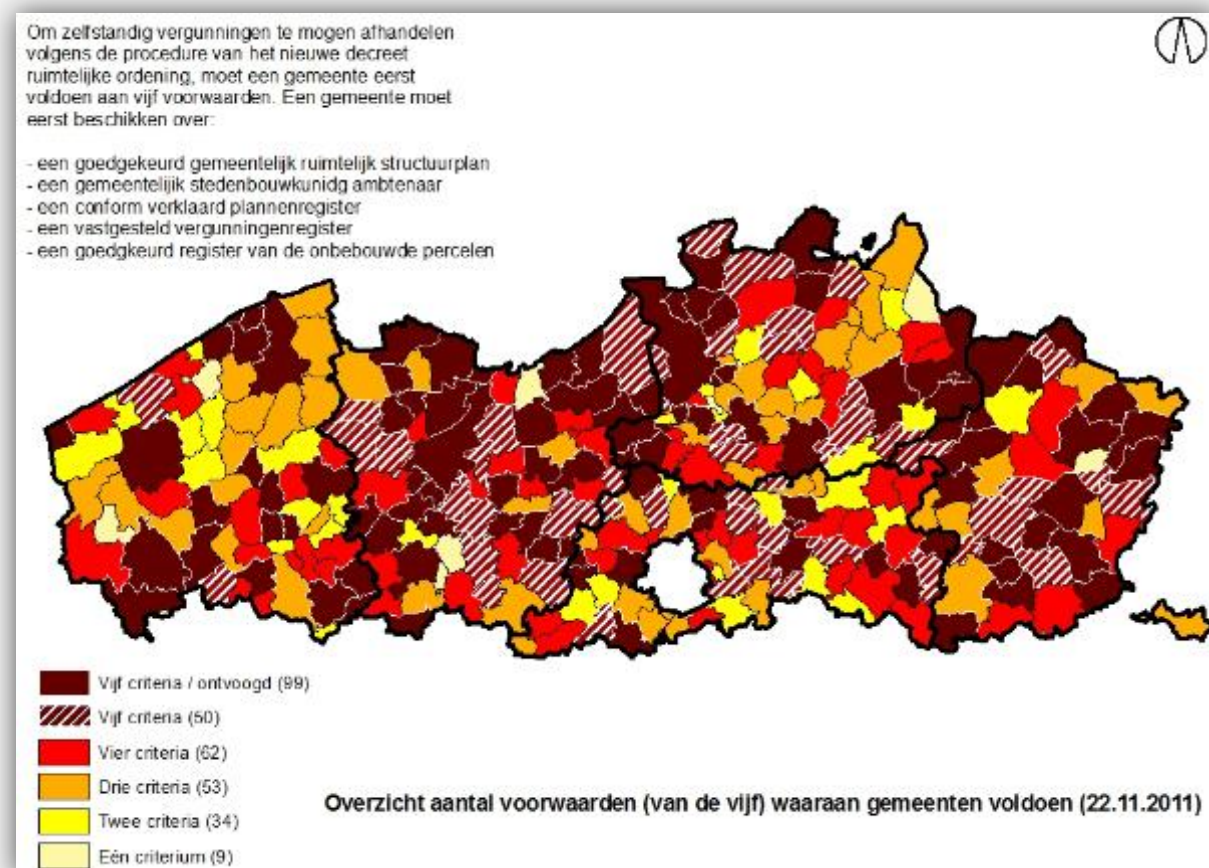 Om zelfstandig vergunningen te mogen afhandelen
volgens de procedure van het nieuwe decreet
ruimtelijke ordening, moet een gemeente eerst
voldoen aan vijf voorwaarden. Een gemeente moet
eerst beschikken over:
- een goedgekeurd gemeentelijk ruimtelijk structuurplan
- een gemeentelijk stedenbouwkunidg ambtenaar
- een conform verklaard plannenregister
- een vastgesteld vergunningenregister
- een goedgkeurd register van de onbebouwde percelen
Vijf criteria / ontvoogd (99)
Vijf criteria (50)
Vier criteria (62)
Drie criteria (53)
Twee criteria (34)
Eén criterium (9)
Overzicht aantal voorwaarden (van de vijf) waaraan gemeenten voldoen (22.11.2011)